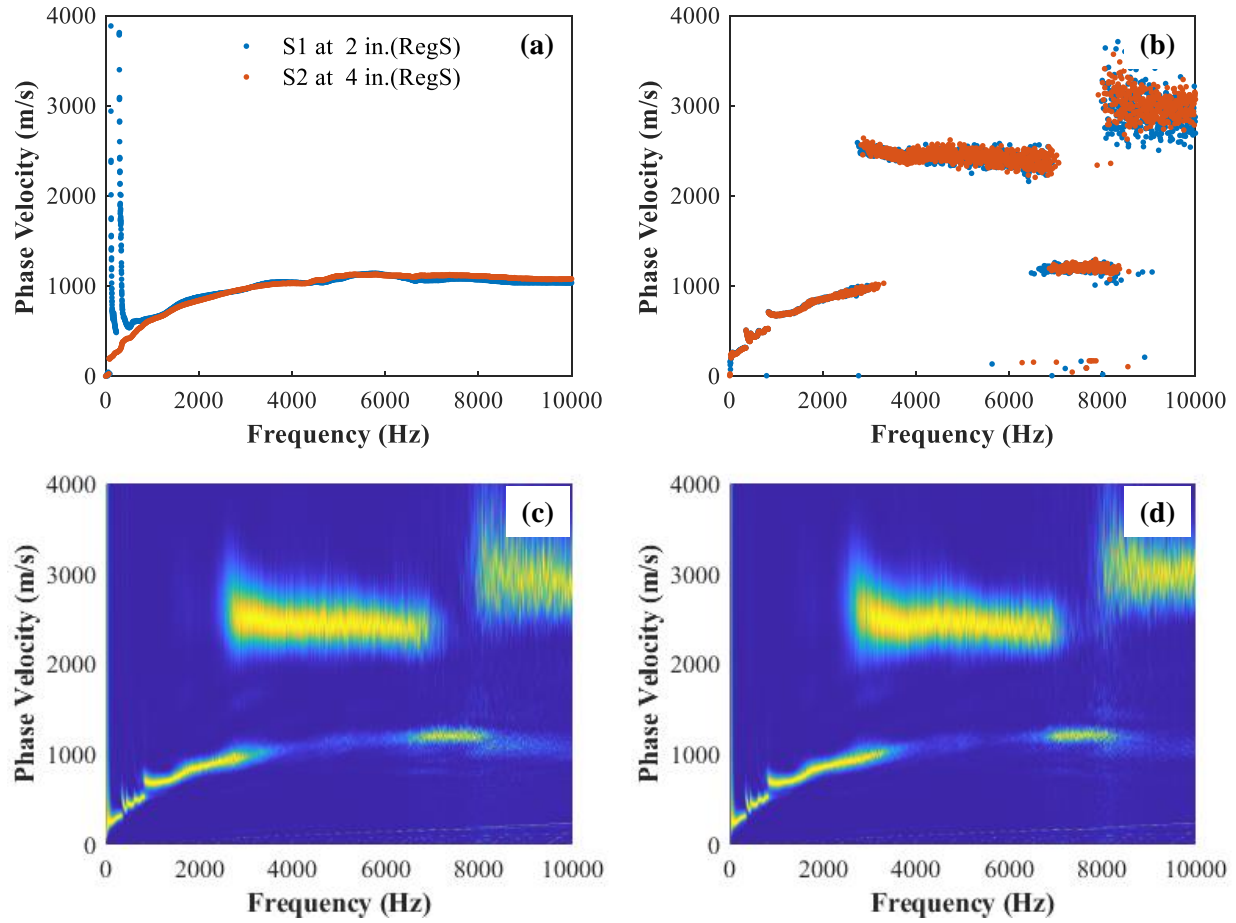 4000
3000
2000
1000
0
Phase Velocity (m/s)
S1 at 2 in.(RegS)
S2 at 4 in.(RegS)
(a)
0 2000 4000 6000 8000 10000
Frequency (Hz)
4000
3000
2000
1000
0
Phase Velocity (m/s)
(b)
0 2000 4000 6000 8000 10000
Frequency (Hz)
4000
3000
2000
1000
0
Phase Velocity (m/s)
(c)
0 2000 4000 6000 8000 10000
Frequency (Hz)
4000
3000
2000
1000
0
Phase Velocity (m/s)
(d)
0 2000 4000 6000 8000 10000
Frequency (Hz)